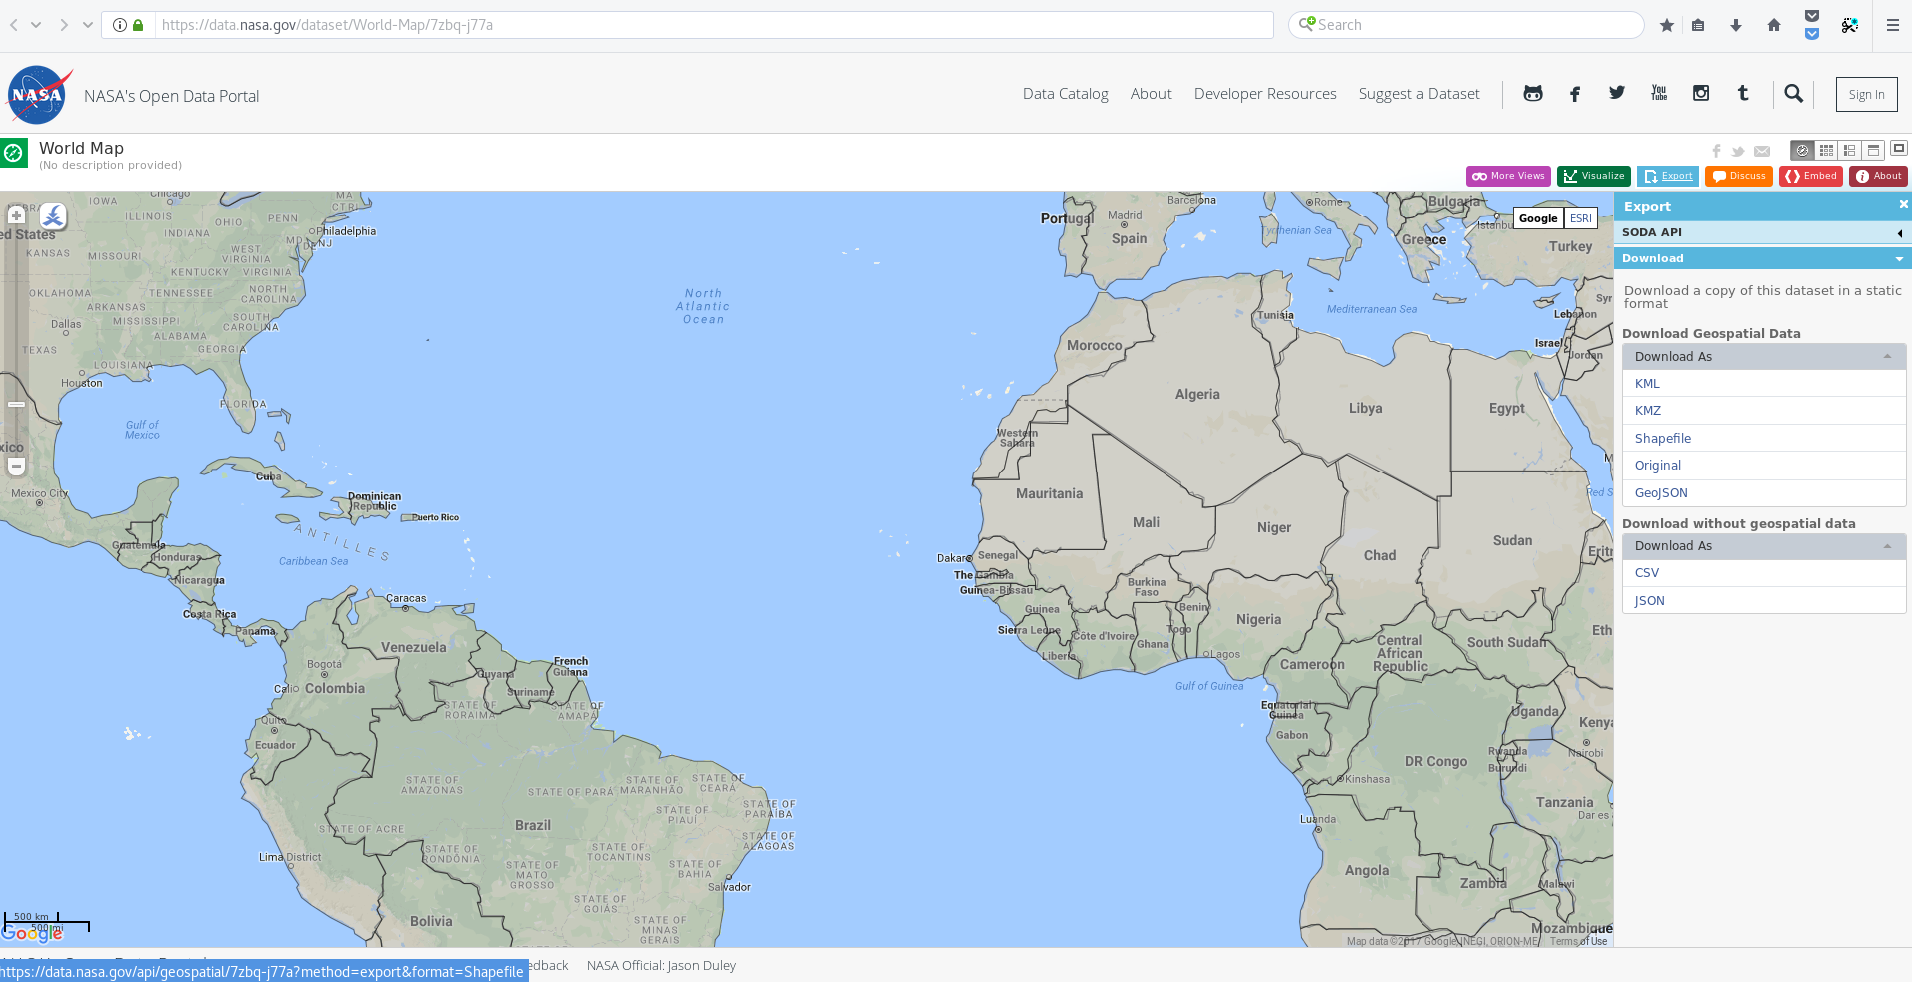 https://data.nasa.gov/dataset/World-Map/7zbq-j77a
Search
NASA
NASA's Open Data Portal
Data Catalog
About
Developer Resources
Suggest a Dataset
You Tube
Sign In
World Map
(No description provided)
More Views
Visualize
Export
Discuss
Embed
About
Chicago
IOWA
ILLINOIS
INDIANA
OHIO
PENN
MA
CT RI
Philadelphia
MD
DE NJ
ed States
KANSAS
MISSOURI
WEST
VIRGINIA
KENTUCKY
VIRGINIA
OKLAHOMA
TENNESSEE
NORTH
CAROLINA
ARKANSAS
MISSISSIPPI
SOUTH
CAROLINA
Dallas
ALABAMA
TEXAS
GEORGIA
LOUISIANA
Houston
FLORIDA
Gulf of
Mexico
xico
Mexico City
Cuba
Dominican
Republic
Puerto Rico
ANTILLES
Caribbean Sea
Guatemala
Honduras
Nicaragua
Costa Rica
Panama
Caracas
Venezuela
Bogotá
Cali
Colombia
Guyana
French
Guiana
Suriname
STATE OF
RORAIMA
STATE OF
AMAPÁ
Quito
Ecuador
STATE OF
AMAZONAS
STATE OF PARÁ
STATE OF
MARANHÃO
STATE OF
CEARÁ
STATE OF
PARAÍBA
STATE OF
PIAUÍ
STATE OF ACRE
Brazil
STATE OF
ALAGOAS
STATE OF
RONDÔNIA
STATE OF
TOCANTINS
STATE OF
MATO
GROSSO
STATE OF
BAHIA
Lima District
Salvador
STATE OF
GOIÁS
STATE OF
MINAS
GERAIS
Bolivia
North
Atlantic
Ocean
Portugal
Madrid
Spain
Barcelona
Rome
Tyrrhenian Sea
Bulgaria
Istanbul
Greece
Turkey
Google
ESRI
Tunisia
Mediterranean Sea
Syr
Lebanon
Israel
Jordan
Morocco
Algeria
Libya
Egypt
Western
Sahara
Mauritania
Mali
Niger
Chad
Sudan
Red S
M
Eritr
Dakar
Senegal
The Gambia
Guinea-Bissau
Guinea
Sierra Leone
Liberia
Côte d'Ivoire
Burkina
Faso
Ghana
Togo
Benin
Nigeria
Lagos
Gulf of Guinea
Cameroon
Central
African
Republic
South Sudan
Eth
Equatorial
Guinea
Gabon
Uganda
Kenya
Nairobi
Rwanda
Burundi
DR Congo
Kinshasa
Tanzania
Dar es
Luanda
Angola
Zambia
Malawi
Mozambique
500 km
500 mi
Google
Map data ©2017 Google, INEGI, ORION-ME
Terms of Use
Export
SODA API
Download
Download a copy of this dataset in a static
format
Download Geospatial Data
Download As
KML
KMZ
Shapefile
Original
GeoJSON
Download without geospatial data
Download As
CSV
JSON
edback
NASA Official: Jason Duley
https://data.nasa.gov/api/geospatial/7zbq-j77a?method=export&format=Shapefile